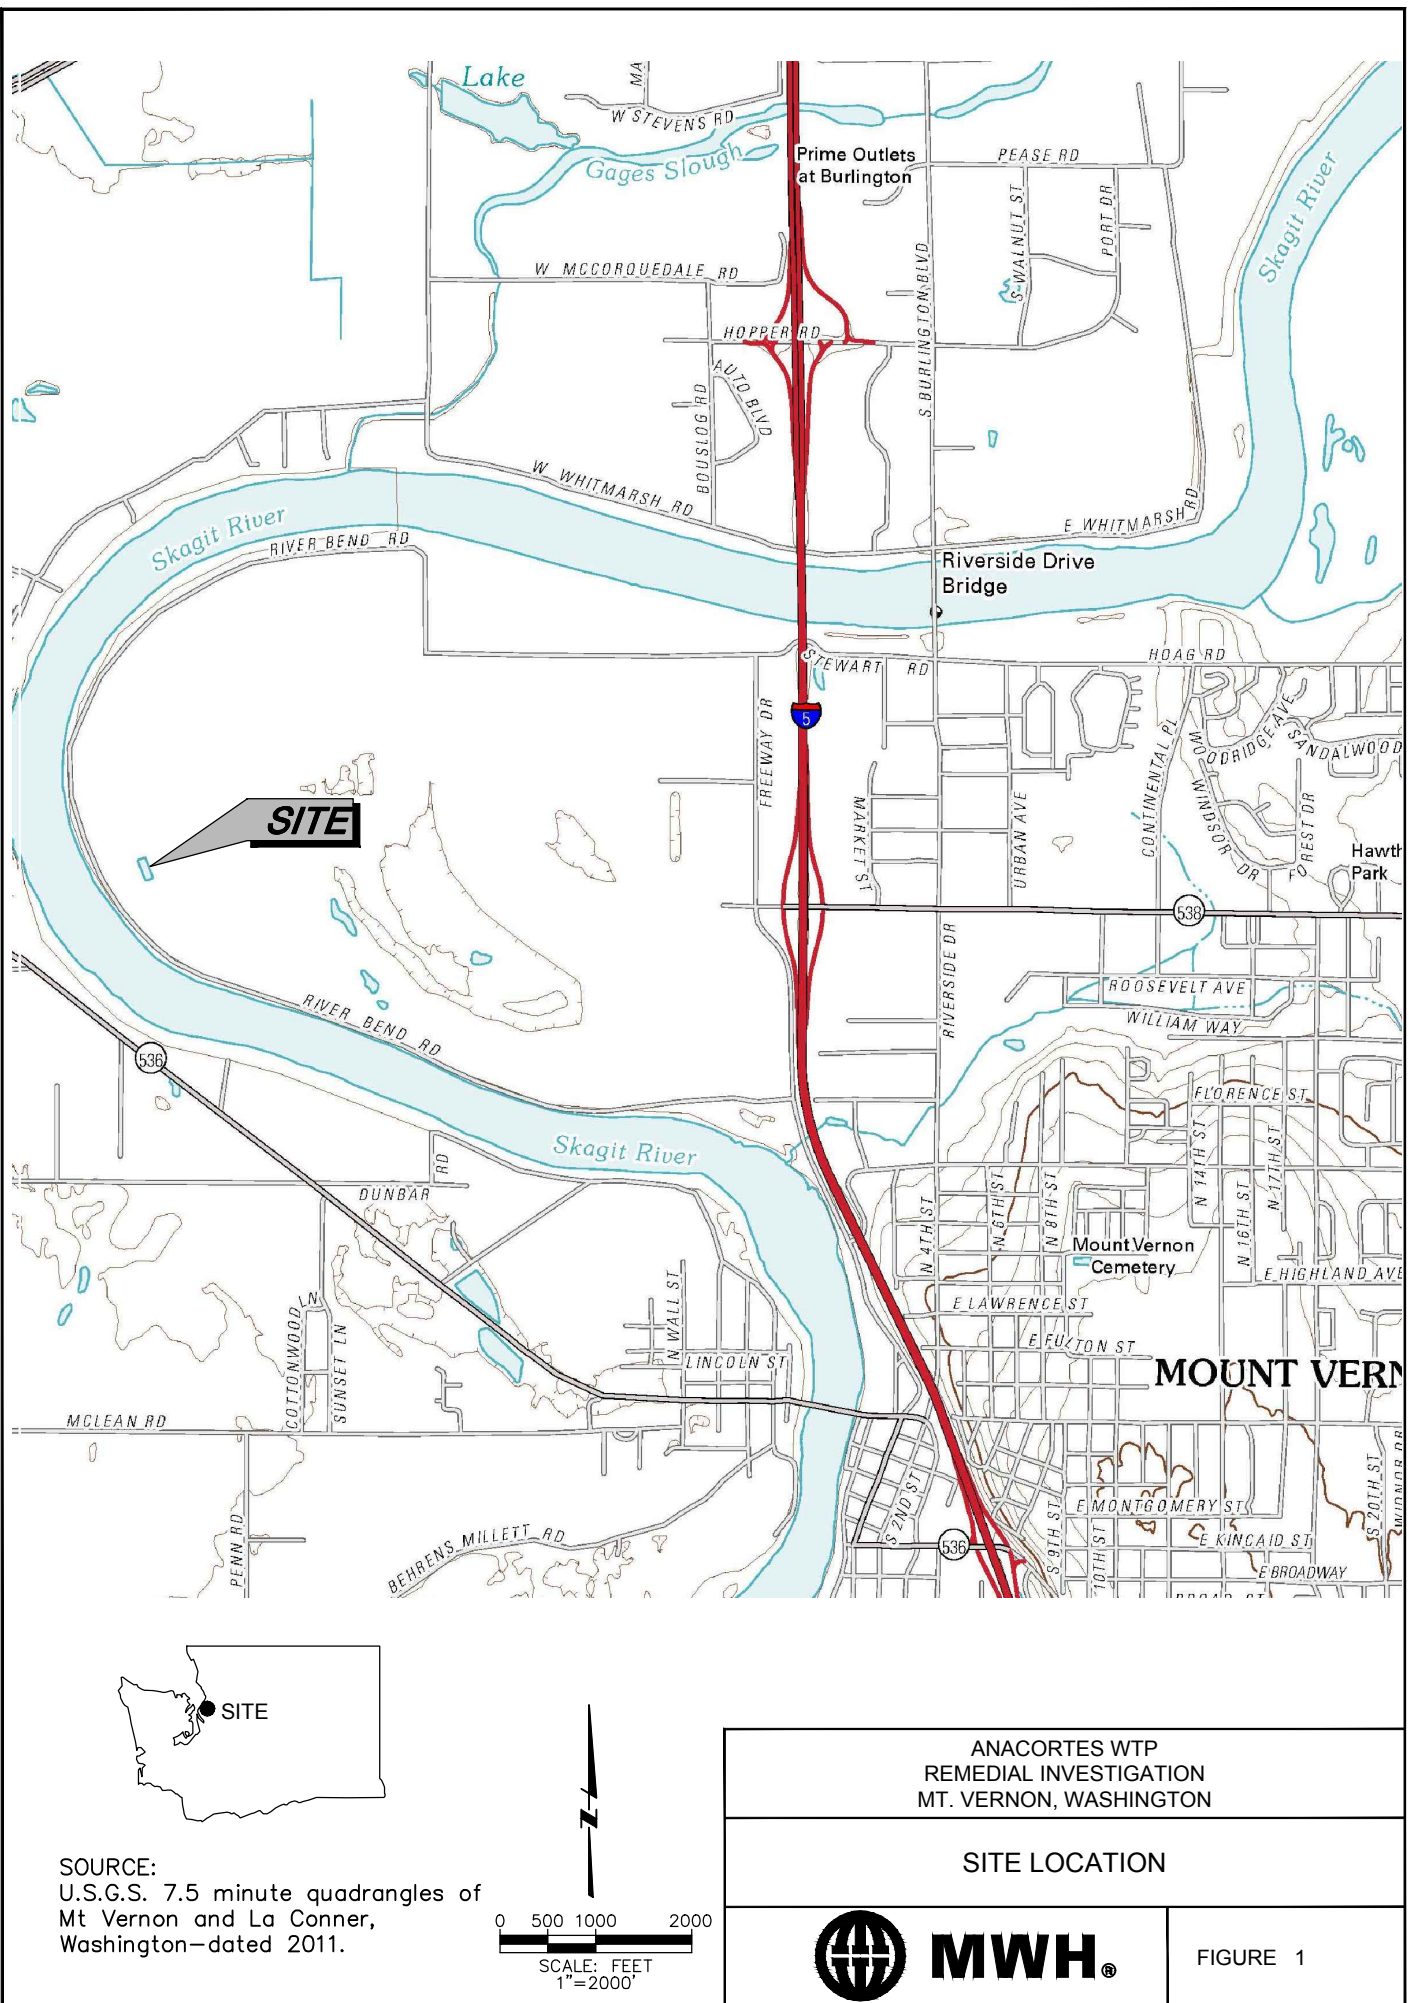 Lake
MA
W STEVENS RD
Gages Slough
Prime Outlets
at Burlington
PEASE RD
Skagit River
S WALNUT ST
PORT DR
W MCCORQUEDALE RD
S BURLINGTON BLVD
HOPPER RD
AUTO BLVD
BOUSLOG RD
W WHITMARSH RD
E WHITMARSH RD
Skagit River
RIVER BEND RD
Riverside Drive
Bridge
STEWART RD
HOAG RD
5
FREEWAY DR
CONTINENTAL PL
WOODRIDGE AVE
SANDALWOOD
WINDSOR DR
FOREST DR
MARKET ST
URBAN AVE
SITE
Hawth
Park
538
RIVERSIDE DR
ROOSEVELT AVE
WILLIAM WAY
RIVER BEND RD
536
FLORENCE ST
Skagit River
N 14TH ST
N 17TH ST
N 16TH ST
DUNBAR RD
N 4TH ST
N 6TH ST
N 8TH ST
Mount Vernon
Cemetery
E HIGHLAND AVE
COTTONWOOD LN
SUNSET LN
N WALL ST
E LAWRENCE ST
E FULTON ST
LINCOLN ST
MOUNT VERN
MCLEAN RD
S 20TH ST
S 2ND ST
E MONTGOMERY ST
S 9TH ST
10TH ST
E KINCAID ST
BEHRENS MILLETT RD
PENN RD
536
E BROADWAY
SITE
SOURCE:
U.S.G.S. 7.5 minute quadrangles of
Mt Vernon and La Conner,
Washington—dated 2011.
N
0 500 1000 2000
SCALE: FEET
1"=2000'
ANACORTES WTP
REMEDIAL INVESTIGATION
MT. VERNON, WASHINGTON
SITE LOCATION
MWH®
FIGURE 1